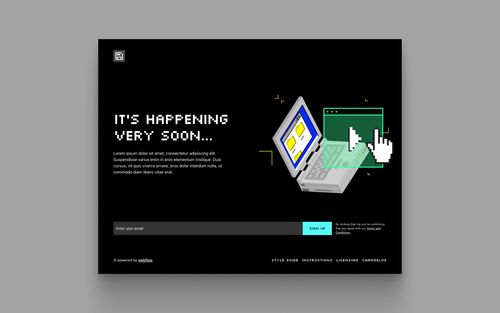 IT'S HAPPENING
VERY SOON...
Lorem ipsum dolor sit amet, consectetur adipiscing elit.
Suspendisse varius enim in eros elementum tristique. Duis
cursus, mi quis viverra ornare, eros dolor interdum nulla, ut
commodo diam libero vitae erat.
Enter your email
SIGN UP
By clicking Sign Up you're confirming
that you agree with our Terms and
Conditions.
© powered by webflow
STYLE GUIDE INSTRUCTIONS LICENSING CHANGELOG